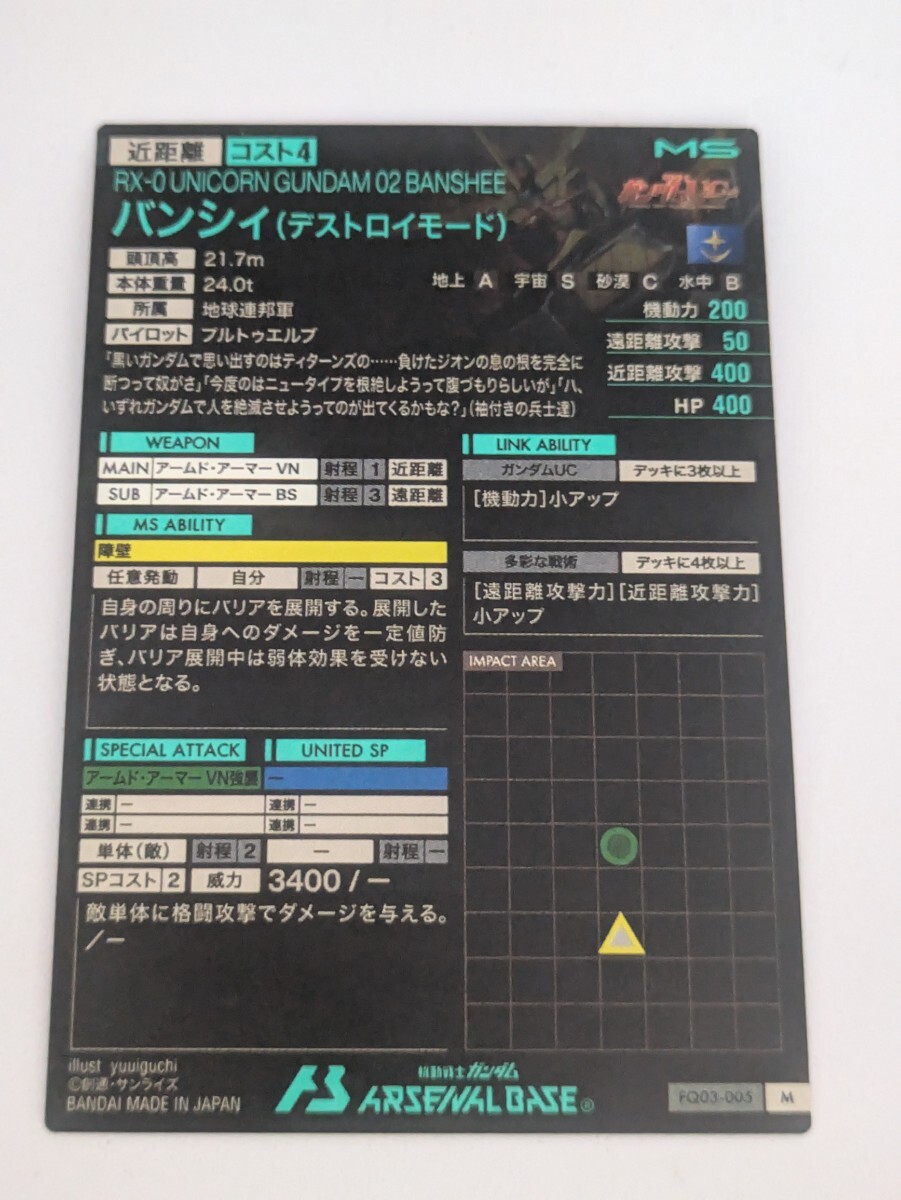 近距離 コスト4 MS
RX-0 UNICORN GUNDAM 02 BANSHEE
ガンダムUC
バンシィ(デストロイモード)
頭頂高 21.7m
本体重量 24.0t
地上 A 宇宙 S 砂漠 C 水中 B
所属 地球連邦軍
機動力 200
パイロット プルトゥエルブ
遠距離攻撃 50
近距離攻撃 400
HP 400
「黒いガンダムで思い出すのはティターンズの……負けたジオンの息の根を完全に
断つって奴がさ」「今度のはニュータイプを根絶しようって腹づもりらしいが」「ハ、
いずれガンダムで人を絶滅させようってのが出てくるかもな?」(袖付きの兵士達)
WEAPON
MAIN アームド・アーマー VN 射程 1 近距離
SUB アームド・アーマー BS 射程 3 遠距離
MS ABILITY
障壁
任意発動 自分 射程 ー コスト 3
自身の周りにバリアを展開する。展開した
バリアは自身へのダメージを一定値防
ぎ、バリア展開中は弱体効果を受けない
状態となる。
LINK ABILITY
ガンダムUC デッキに3枚以上
[機動力]小アップ
多彩な戦術 デッキに4枚以上
[遠距離攻撃力][近距離攻撃力]
小アップ
IMPACT AREA
SPECIAL ATTACK UNITED SP
アームド・アーマー VN強襲 ー
連携 ー 連携 ー
連携 ー 連携 ー
単体(敵) 射程 2 ー 射程 ー
SPコスト 2 威力 3400 / ー
敵単体に格闘攻撃でダメージを与える。
/ー
illust yuuiguchi
©創通・サンライズ
BANDAI MADE IN JAPAN
機動戦士ガンダム
ARSENAL BASE®
FQ03-005 M